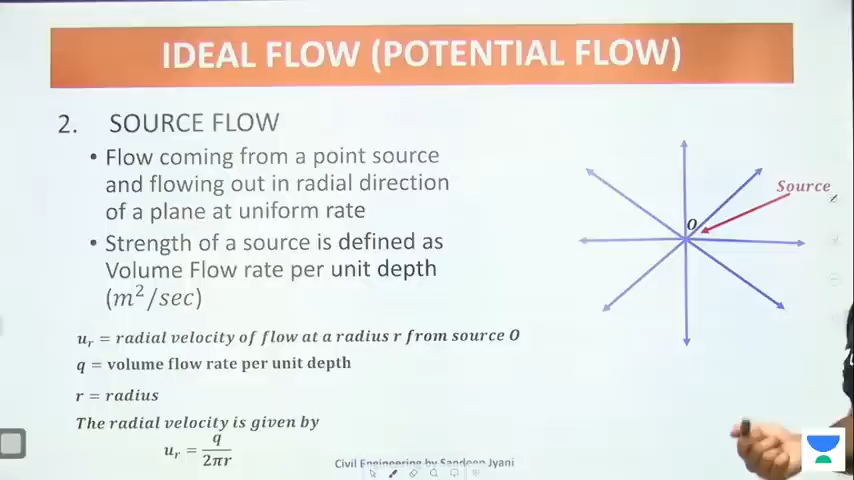 IDEAL FLOW (POTENTIAL FLOW)
2. SOURCE FLOW
• Flow coming from a point source
and flowing out in radial direction
of a plane at uniform rate
• Strength of a source is defined as
Volume Flow rate per unit depth
(m²/sec)
Source
O
u_r = radial velocity of flow at a radius r from source O
q = volume flow rate per unit depth
r = radius
The radial velocity is given by
u_r = q / 2πr
Civil Engineering by Sandeep Jyani